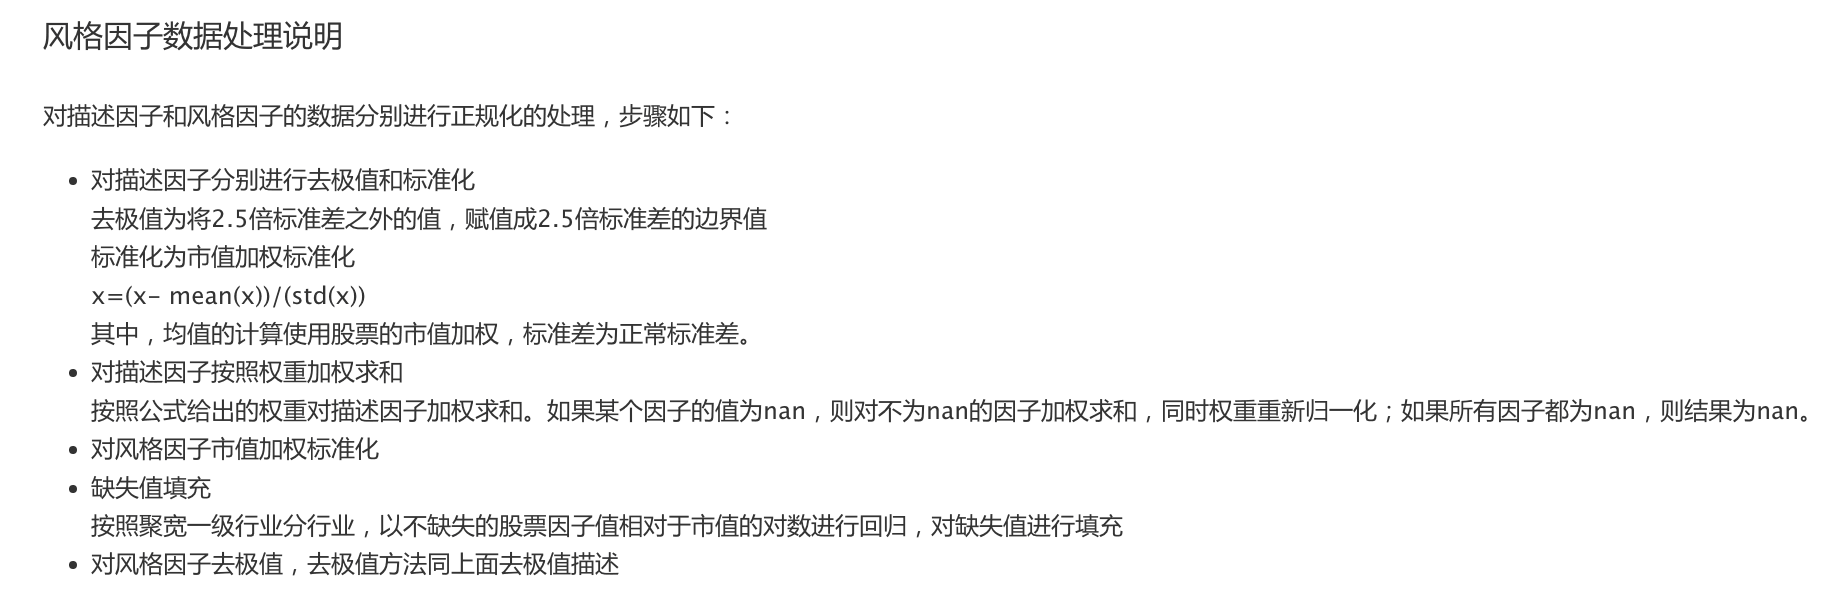 风格因子数据处理说明
对描述因子和风格因子的数据分别进行正规化的处理，步骤如下：
• 对描述因子分别进行去极值和标准化
去极值为将2.5倍标准差之外的值，赋值成2.5倍标准差的边界值
标准化为市值加权标准化
x=(x- mean(x))/(std(x))
其中，均值的计算使用股票的市值加权，标准差为正常标准差。
• 对描述因子按照权重加权求和
按照公式给出的权重对描述因子加权求和。如果某个因子的值为nan，则对不为nan的因子加权求和，同时权重重新归一化；如果所有因子都为nan，则结果为nan。
• 对风格因子市值加权标准化
• 缺失值填充
按照聚宽一级行业分行业，以不缺失的股票因子值相对于市值的对数进行回归，对缺失值进行填充
• 对风格因子去极值，去极值方法同上面去极值描述